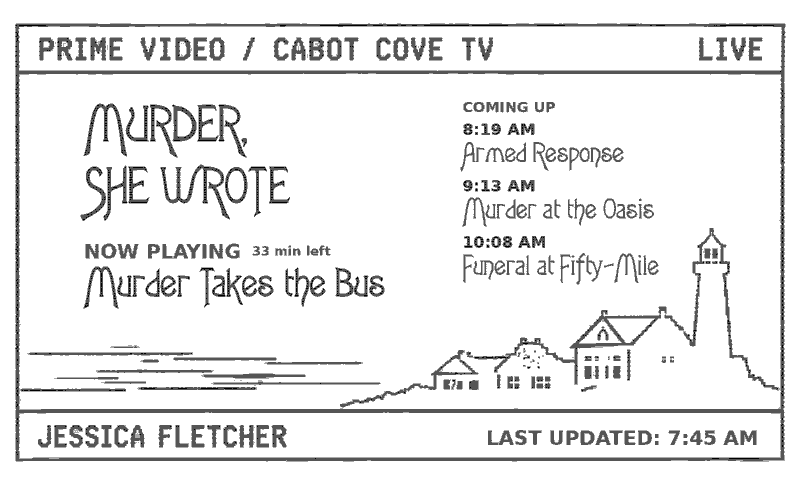 PRIME VIDEO / CABOT COVE TV
LIVE
MURDER,
SHE WROTE
NOW PLAYING 33 min left
Murder Takes the Bus
COMING UP
8:19 AM
Armed Response
9:13 AM
Murder at the Oasis
10:08 AM
Funeral at Fifty-Mile
JESSICA FLETCHER
LAST UPDATED: 7:45 AM